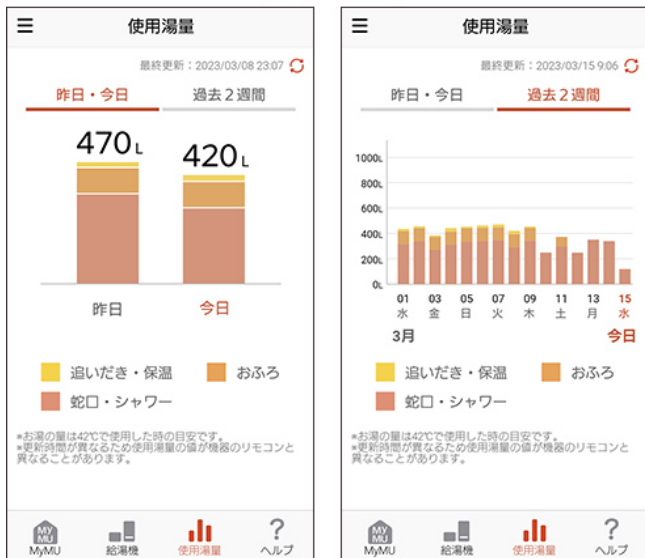 使用湯量
最終更新：2023/03/08 23:07
昨日・今日 過去２週間
470L 420L
昨日 今日
追いだき・保温 おふろ
蛇口・シャワー
*お湯の量は42℃で使用した時の目安です。
*更新時間が異なるため使用湯量の値が機器のリモコンと
異なることがあります。
MY
MU
MyMU 給湯機 使用湯量 ヘルプ
使用湯量
最終更新：2023/03/15 9:06
昨日・今日 過去２週間
1000L
800L
600L
400L
200L
0L
01 03 05 07 09 11 13 15
水 金 日 火 木 土 月 水
3月 今日
追いだき・保温 おふろ
蛇口・シャワー
*お湯の量は42℃で使用した時の目安です。
*更新時間が異なるため使用湯量の値が機器のリモコンと
異なることがあります。
MY
MU
MyMU 給湯機 使用湯量 ヘルプ